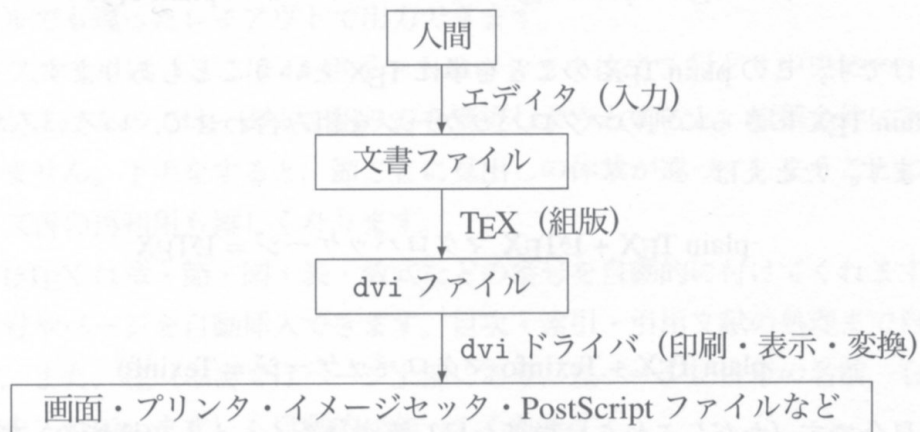 人間
エディタ（入力）
文書ファイル
TEX（組版）
dvi ファイル
dvi ドライバ（印刷・表示・変換）
画面・プリンタ・イメージセッタ・PostScript ファイルなど